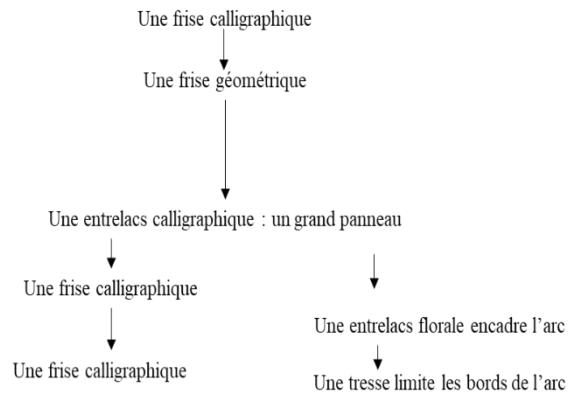 Une frise calligraphique
Une frise géométrique
Une entrelacs calligraphique : un grand panneau
Une frise calligraphique
Une entrelacs florale encadre l’arc
Une frise calligraphique
Une tresse limite les bords de l’arc